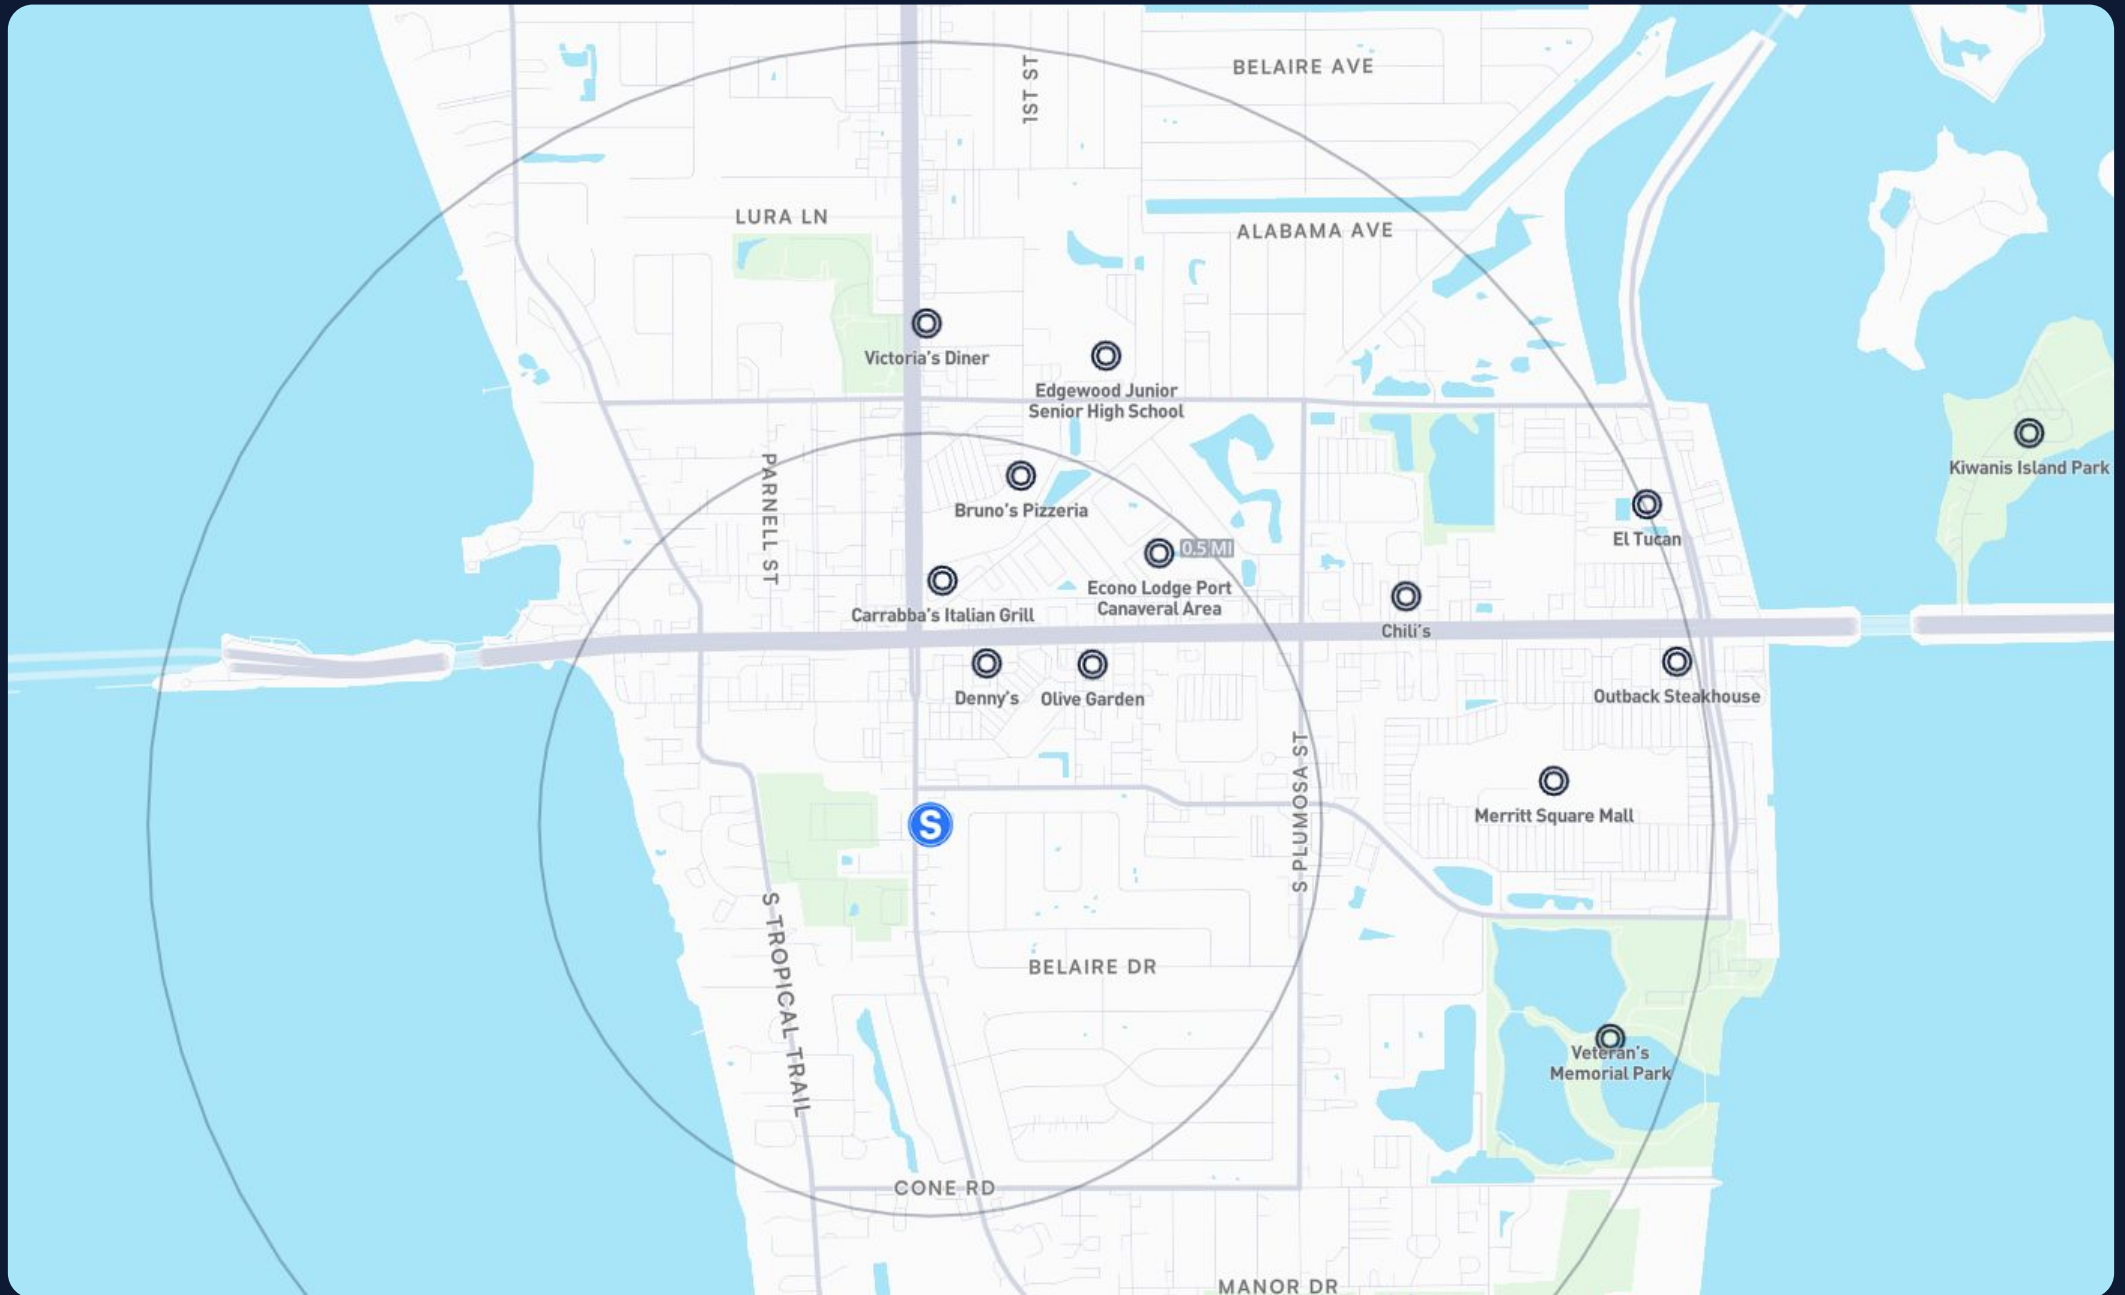 BELAIRE AVE
1ST ST
LURA LN
ALABAMA AVE
Victoria's Diner
Edgewood Junior
Senior High School
PARNELL ST
Kiwanis Island Park
Bruno's Pizzeria
El Tucan
0.5 MI
Econo Lodge Port
Canaveral Area
Carrabba's Italian Grill
Chili's
Denny's
Olive Garden
Outback Steakhouse
S PLUMOSA ST
Merritt Square Mall
S
S TROPICAL TRAIL
BELAIRE DR
Veteran's
Memorial Park
CONE RD
MANOR DR